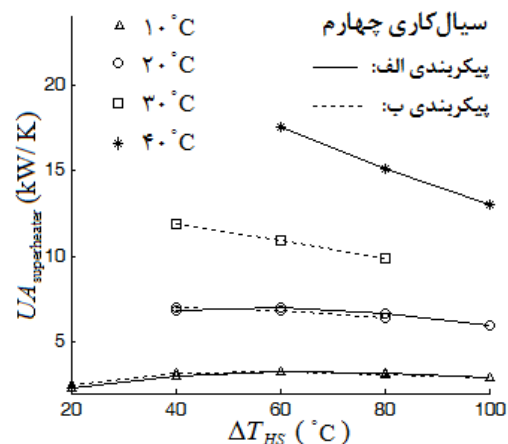 سیال‌کاری چهارم
پیکربندی الف:
پیکربندی ب:
۱۰°C
۲۰°C
۳۰°C
۴۰°C
UAsuperheater (kW/K)
20
15
10
5
20 40 60 80 100
ΔT_HS (°C)